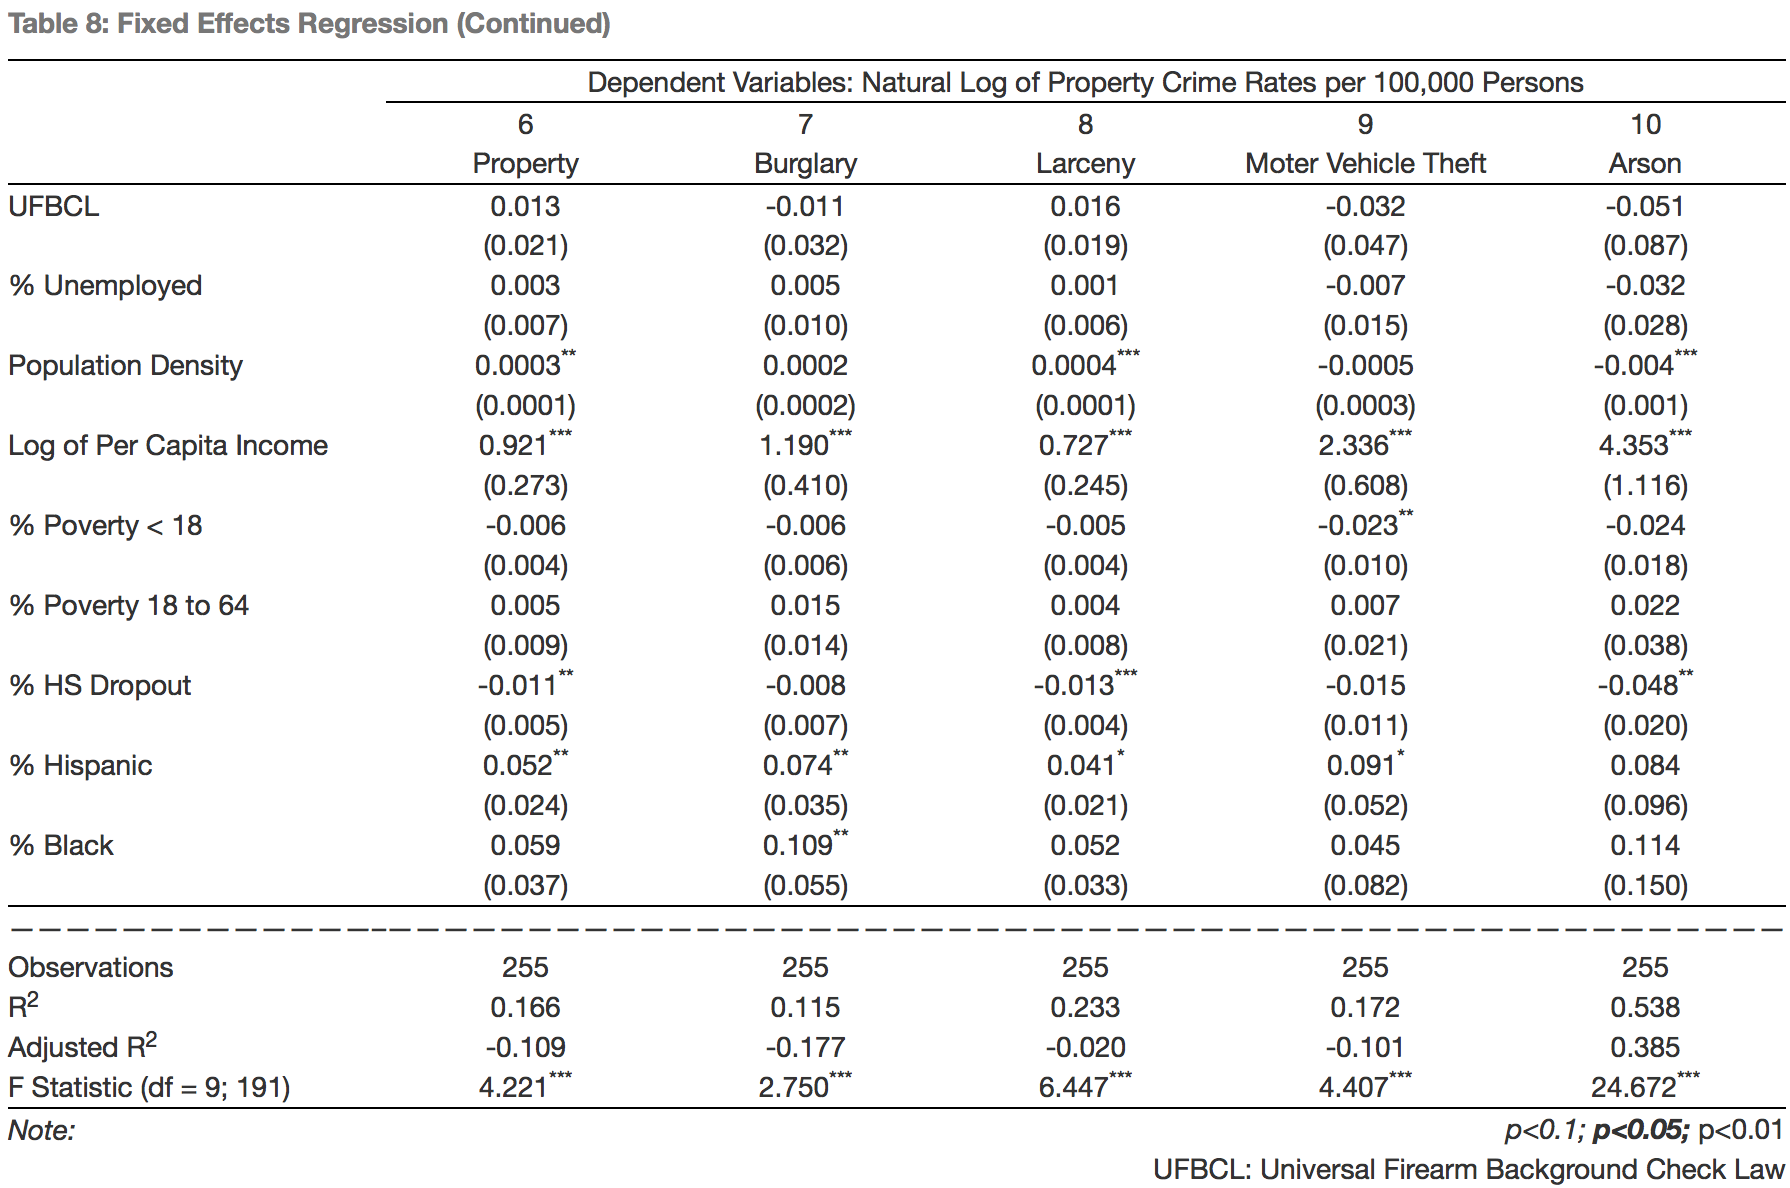 Table 8: Fixed Effects Regression (Continued)
Dependent Variables: Natural Log of Property Crime Rates per 100,000 Persons
6 7 8 9 10
Property Burglary Larceny Moter Vehicle Theft Arson
UFBCL 0.013 -0.011 0.016 -0.032 -0.051
(0.021) (0.032) (0.019) (0.047) (0.087)
% Unemployed 0.003 0.005 0.001 -0.007 -0.032
(0.007) (0.010) (0.006) (0.015) (0.028)
Population Density 0.0003** 0.0002 0.0004*** -0.0005 -0.004***
(0.0001) (0.0002) (0.0001) (0.0003) (0.001)
Log of Per Capita Income 0.921*** 1.190*** 0.727*** 2.336*** 4.353***
(0.273) (0.410) (0.245) (0.608) (1.116)
% Poverty < 18 -0.006 -0.006 -0.005 -0.023** -0.024
(0.004) (0.006) (0.004) (0.010) (0.018)
% Poverty 18 to 64 0.005 0.015 0.004 0.007 0.022
(0.009) (0.014) (0.008) (0.021) (0.038)
% HS Dropout -0.011** -0.008 -0.013*** -0.015 -0.048**
(0.005) (0.007) (0.004) (0.011) (0.020)
% Hispanic 0.052** 0.074** 0.041* 0.091* 0.084
(0.024) (0.035) (0.021) (0.052) (0.096)
% Black 0.059 0.109** 0.052 0.045 0.114
(0.037) (0.055) (0.033) (0.082) (0.150)
Observations 255 255 255 255 255
R² 0.166 0.115 0.233 0.172 0.538
Adjusted R² -0.109 -0.177 -0.020 -0.101 0.385
F Statistic (df = 9; 191) 4.221*** 2.750*** 6.447*** 4.407*** 24.672***
Note: p<0.1; p<0.05; p<0.01
UFBCL: Universal Firearm Background Check Law